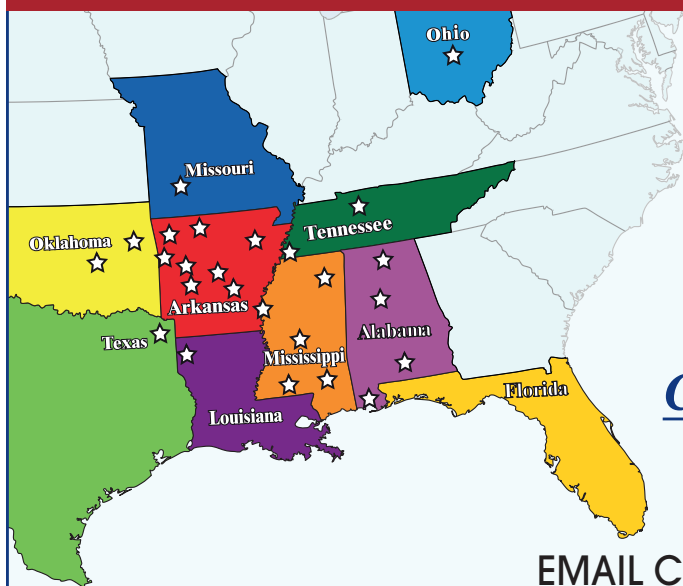 Ohio
Missouri
Tennessee
Oklahoma
Arkansas
Texas
Mississippi
Alabama
Florida
Louisiana
EMAIL C